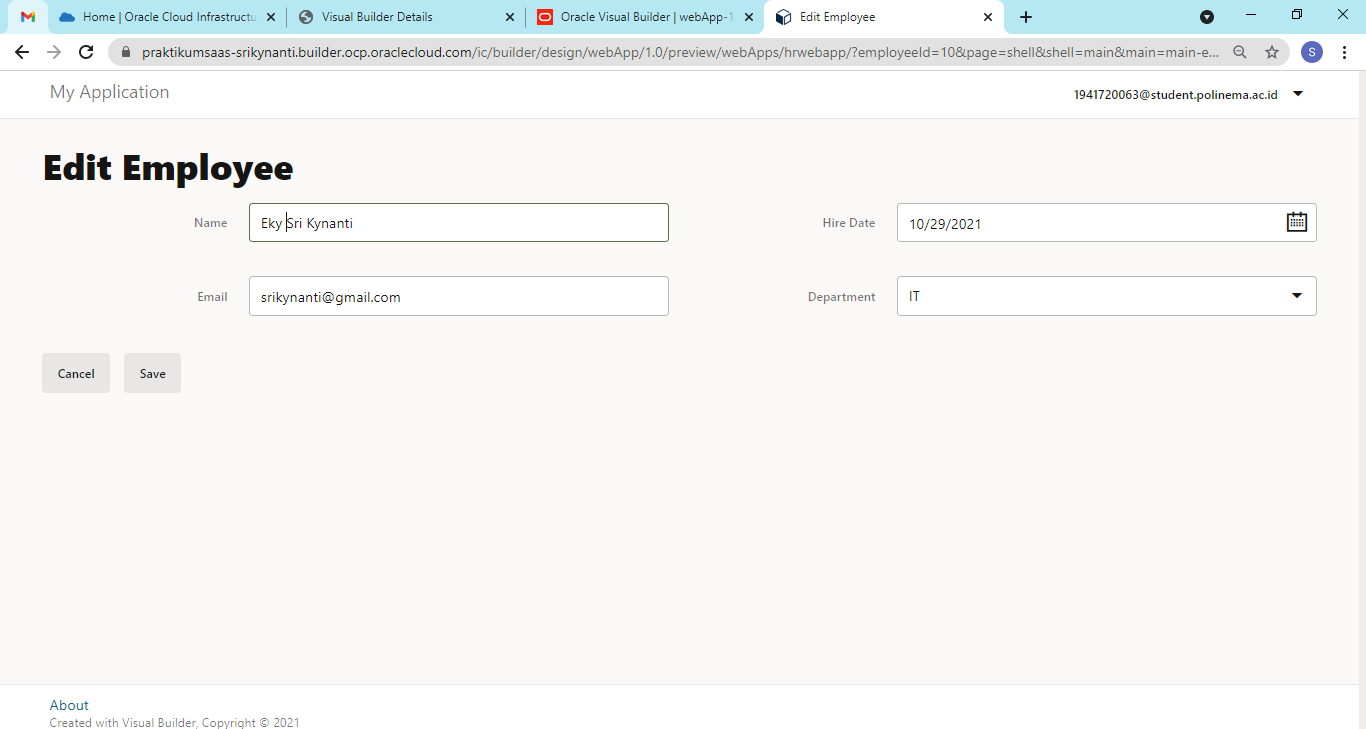 Home | Oracle Cloud Infrastructu
Visual Builder Details
Oracle Visual Builder | webApp-1
Edit Employee
praktikumsaas-srikynanti.builder.ocp.oraclecloud.com/ic/builder/design/webApp/1.0/preview/webApps/hrwebapp/?employeeId=10&page=shell&shell=main&main=main-e...
S
My Application
1941720063@student.polinema.ac.id
Edit Employee
Name
Eky Sri Kynanti
Hire Date
10/29/2021
Email
srikynanti@gmail.com
Department
IT
Cancel
Save
About
Created with Visual Builder, Copyright © 2021